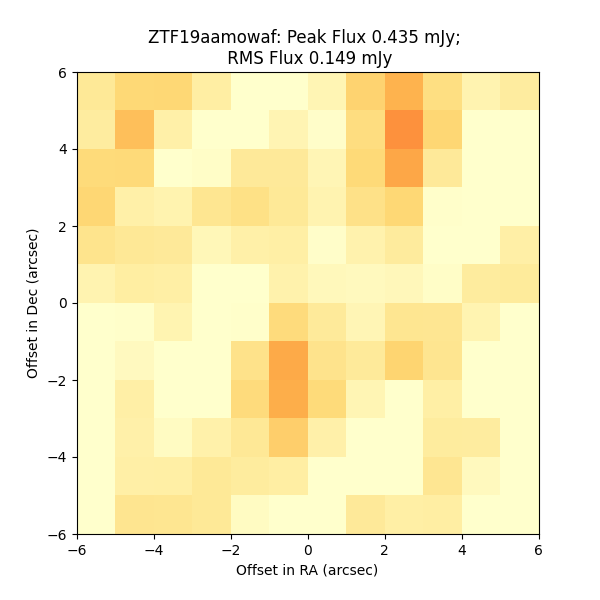 ZTF19aamowaf: Peak Flux 0.435 mJy;
RMS Flux 0.149 mJy
6
4
2
0
−2
−4
−6
Offset in Dec (arcsec)
−6 −4 −2 0 2 4 6
Offset in RA (arcsec)